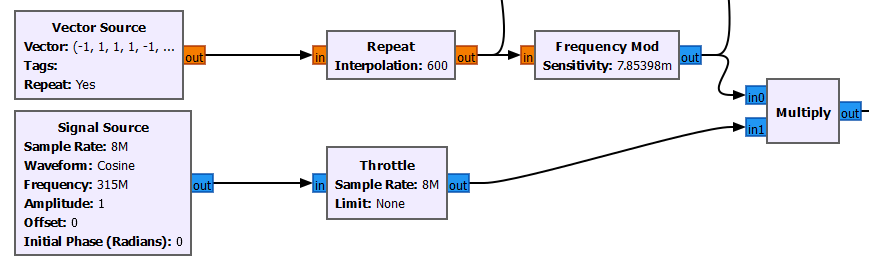 Vector Source
Vector: (-1, 1, 1, 1, -1, ...
Tags:
Repeat: Yes
out
in
Repeat
Interpolation: 600
out
in
Frequency Mod
Sensitivity: 7.85398m
out
in0
in1
Multiply
out
Signal Source
Sample Rate: 8M
Waveform: Cosine
Frequency: 315M
Amplitude: 1
Offset: 0
Initial Phase (Radians): 0
out
in
Throttle
Sample Rate: 8M
Limit: None
out